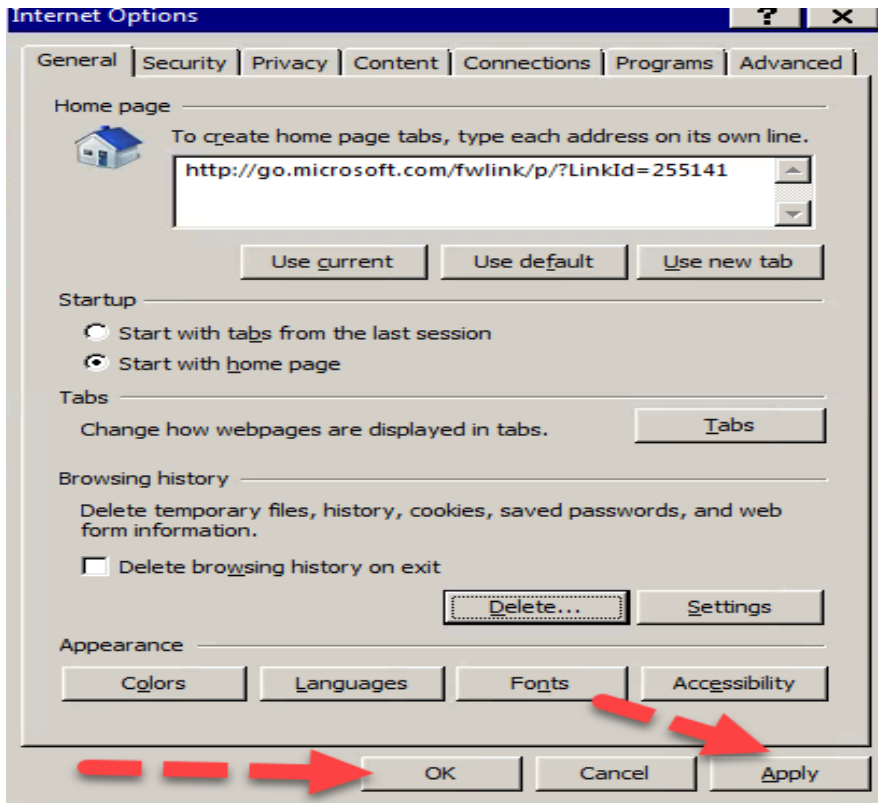 Internet Options ? X
General Security Privacy Content Connections Programs Advanced
Home page
To create home page tabs, type each address on its own line.
http://go.microsoft.com/fwlink/p/?LinkId=255141
Use current Use default Use new tab
Startup
Start with tabs from the last session
Start with home page
Tabs
Change how webpages are displayed in tabs. Tabs
Browsing history
Delete temporary files, history, cookies, saved passwords, and web
form information.
Delete browsing history on exit
Delete... Settings
Appearance
Colors Languages Fonts Accessibility
OK Cancel Apply